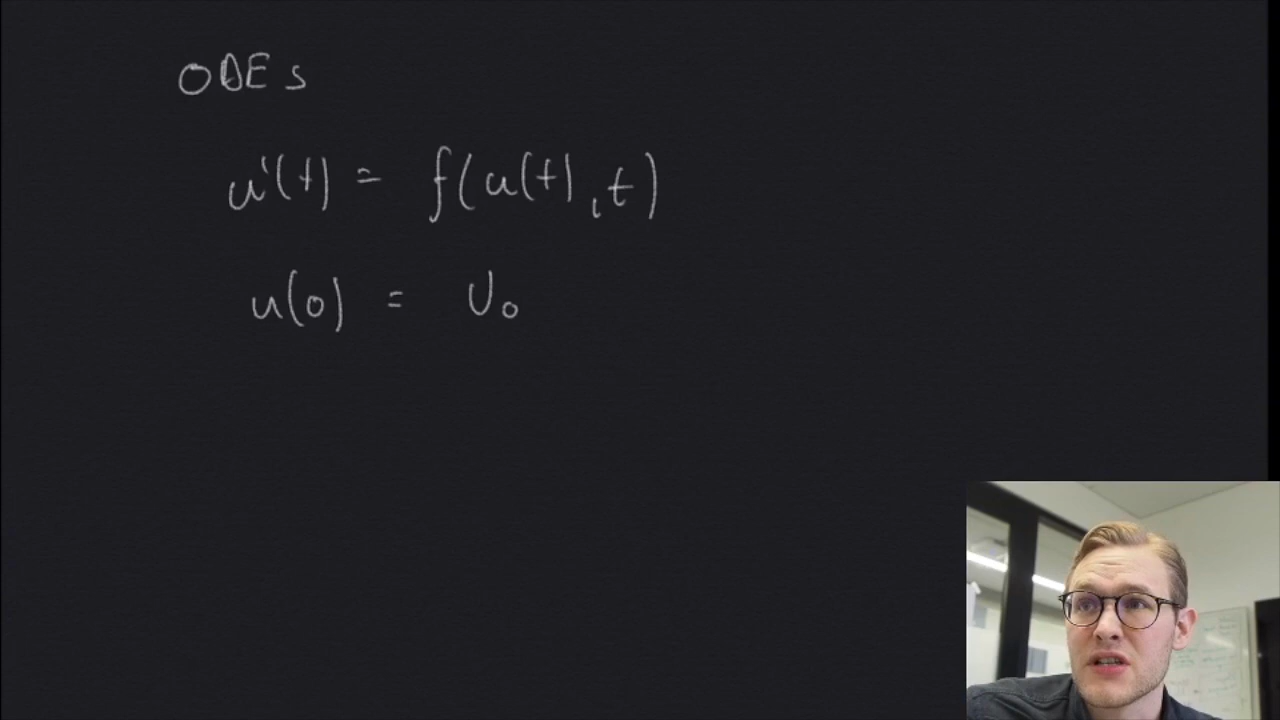 ODEs
u'(t) = f(u(t), t)
u(0) = U₀